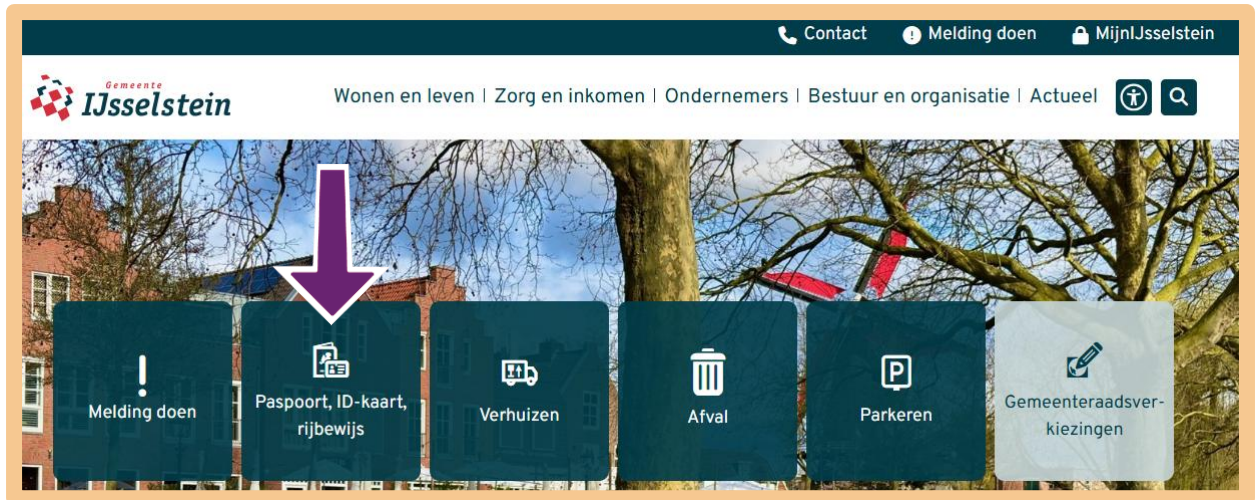 Contact
Melding doen
MijnIJsselstein
Gemeente
IJsselstein
Wonen en leven | Zorg en inkomen | Ondernemers | Bestuur en organisatie | Actueel
Melding doen
Paspoort, ID-kaart,
rijbewijs
Verhuizen
Afval
P
Parkeren
Gemeenteraadsver-
kiezingen